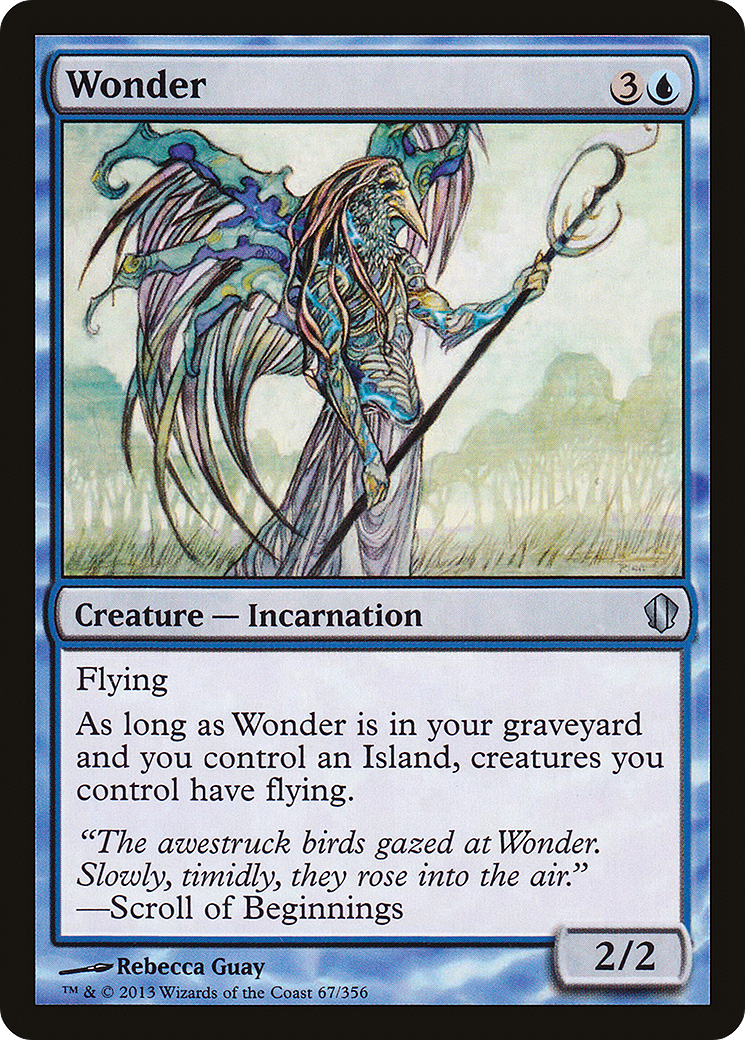 Wonder 3
Creature — Incarnation
Flying
As long as Wonder is in your graveyard
and you control an Island, creatures you
control have flying.
“The awestruck birds gazed at Wonder.
Slowly, timidly, they rose into the air.”
—Scroll of Beginnings
2/2
Rebecca Guay
™ & © 2013 Wizards of the Coast 67/356